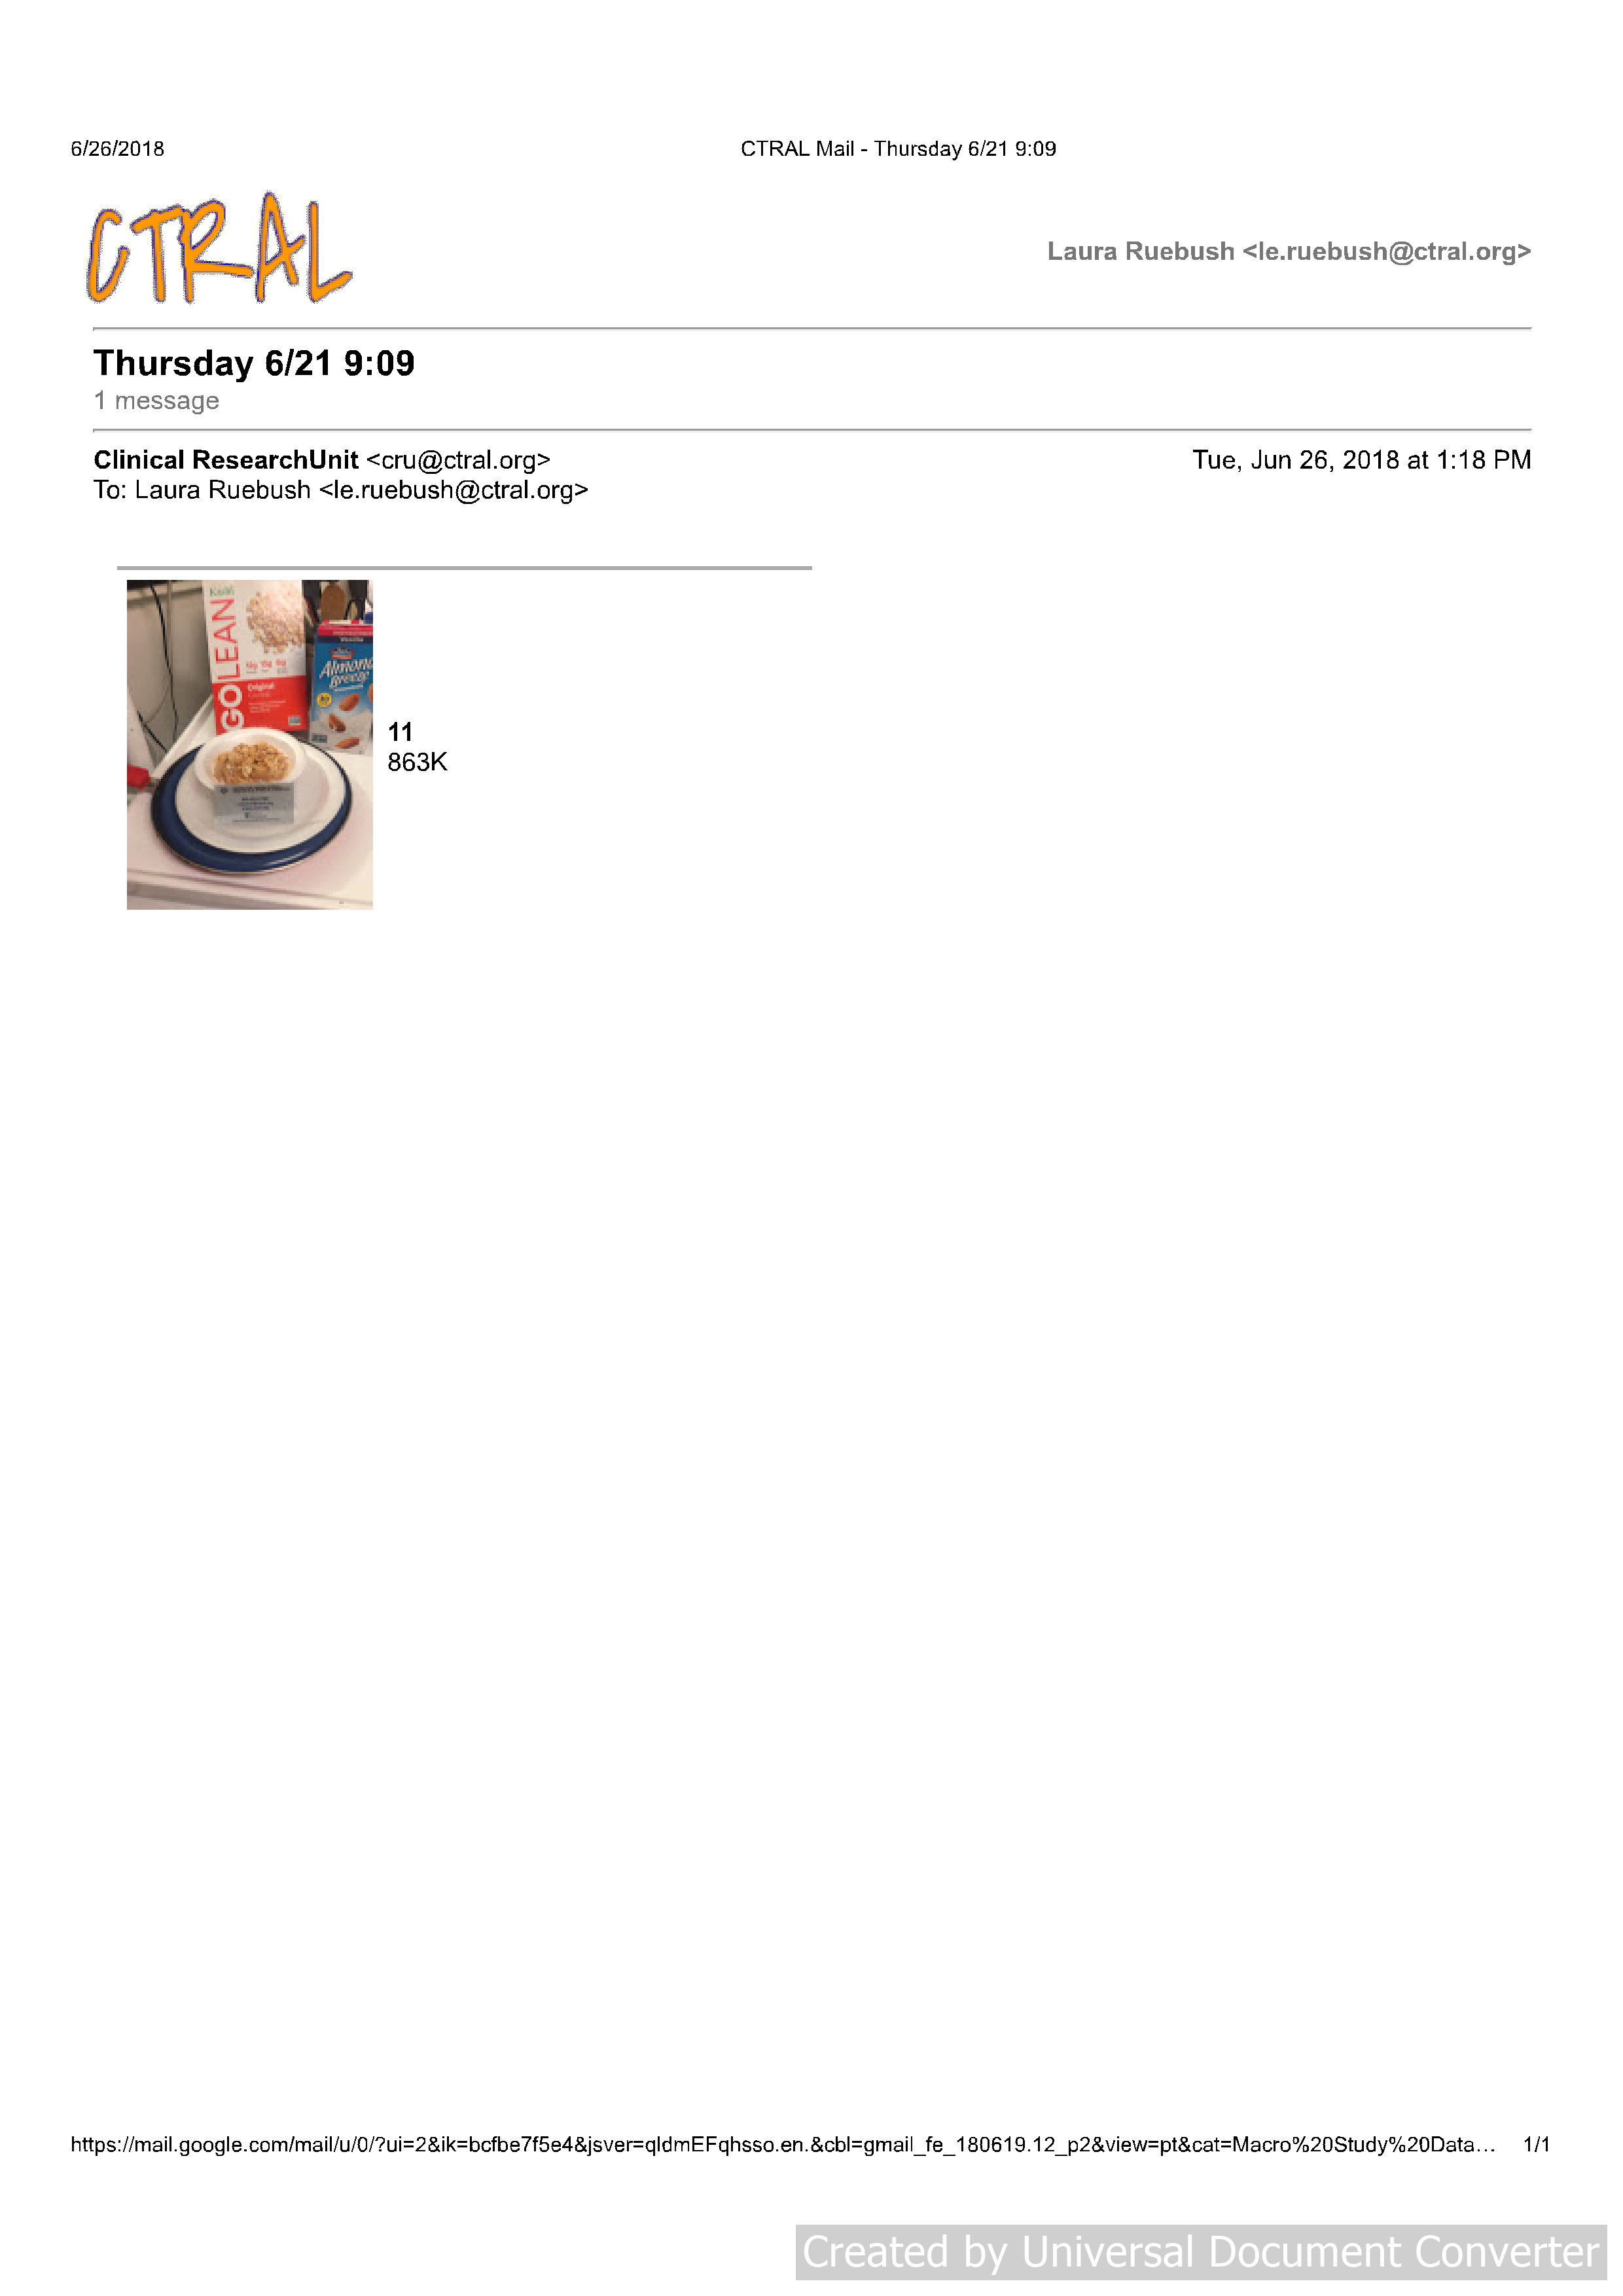 6/26/2018 CTRAL Mail - Thursday 6/21 9:09
CTRAL
Laura Ruebush <le.ruebush@ctral.org>
Thursday 6/21 9:09
1 message
Clinical ResearchUnit <cru@ctral.org> Tue, Jun 26, 2018 at 1:18 PM
To: Laura Ruebush <le.ruebush@ctral.org>
Kashi
GOLEAN
Original
Vanilla
Almond
Breeze
11
863K
https://mail.google.com/mail/u/0/?ui=2&ik=bcfbe7f5e4&jsver=qldmEFqhsso.en.&cbl=gmail_fe_180619.12_p2&view=pt&cat=Macro%20Study%20Data... 1/1
Created by Universal Document Converter